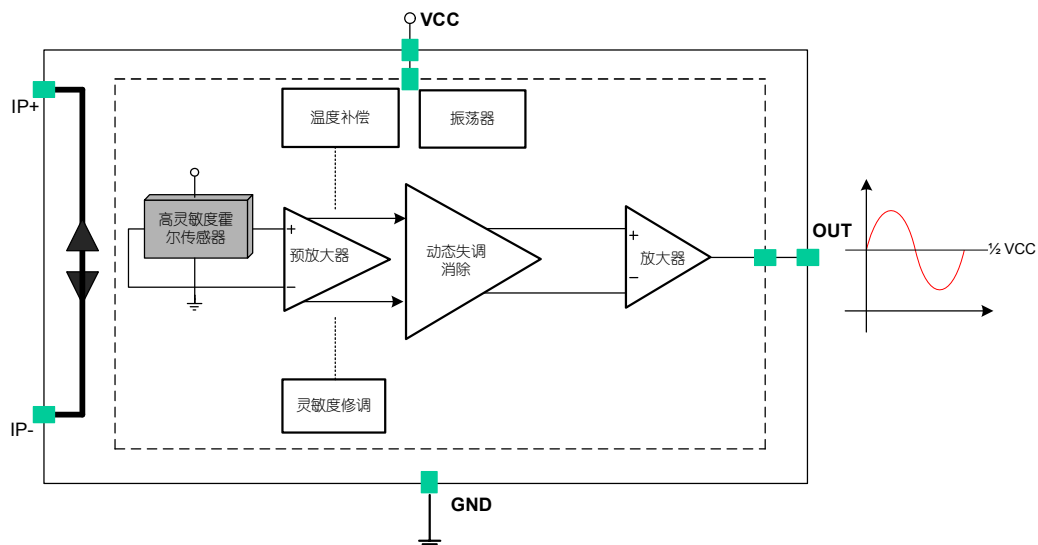 VCC
IP+
温度补偿
振荡器
高灵敏度霍
尔传感器
+
−
预放大器
动态失调
消除
+
−
放大器
OUT
½ VCC
灵敏度修调
IP-
GND